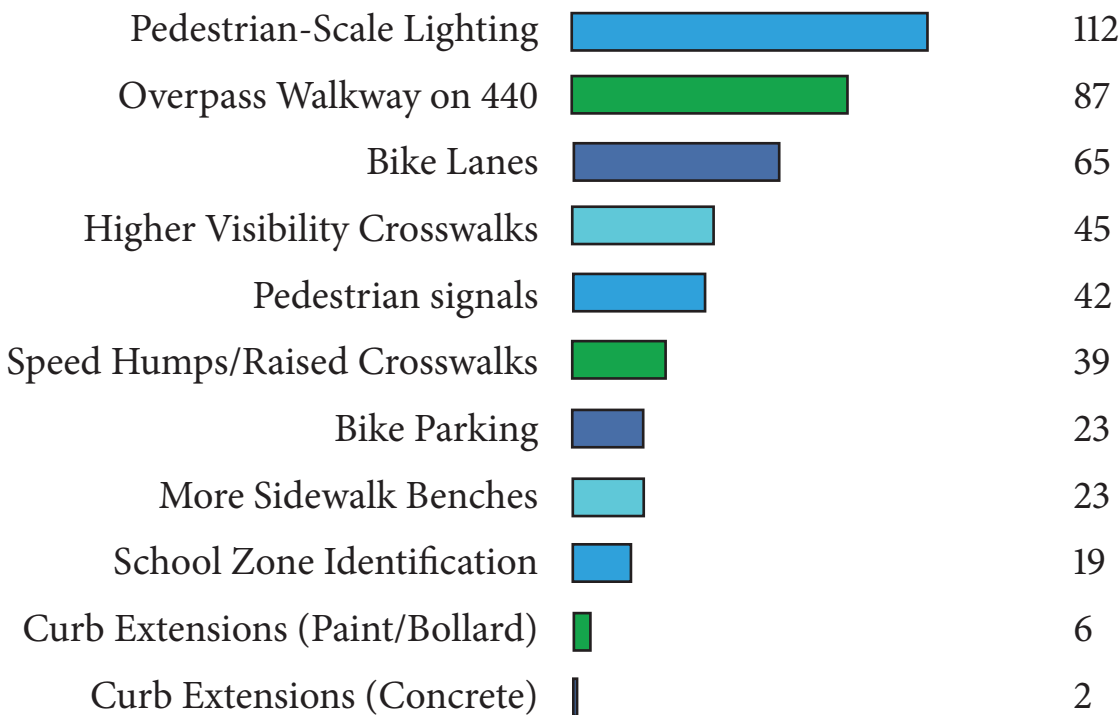 Pedestrian-Scale Lighting 112
Overpass Walkway on 440 87
Bike Lanes 65
Higher Visibility Crosswalks 45
Pedestrian signals 42
Speed Humps/Raised Crosswalks 39
Bike Parking 23
More Sidewalk Benches 23
School Zone Identification 19
Curb Extensions (Paint/Bollard) 6
Curb Extensions (Concrete) 2